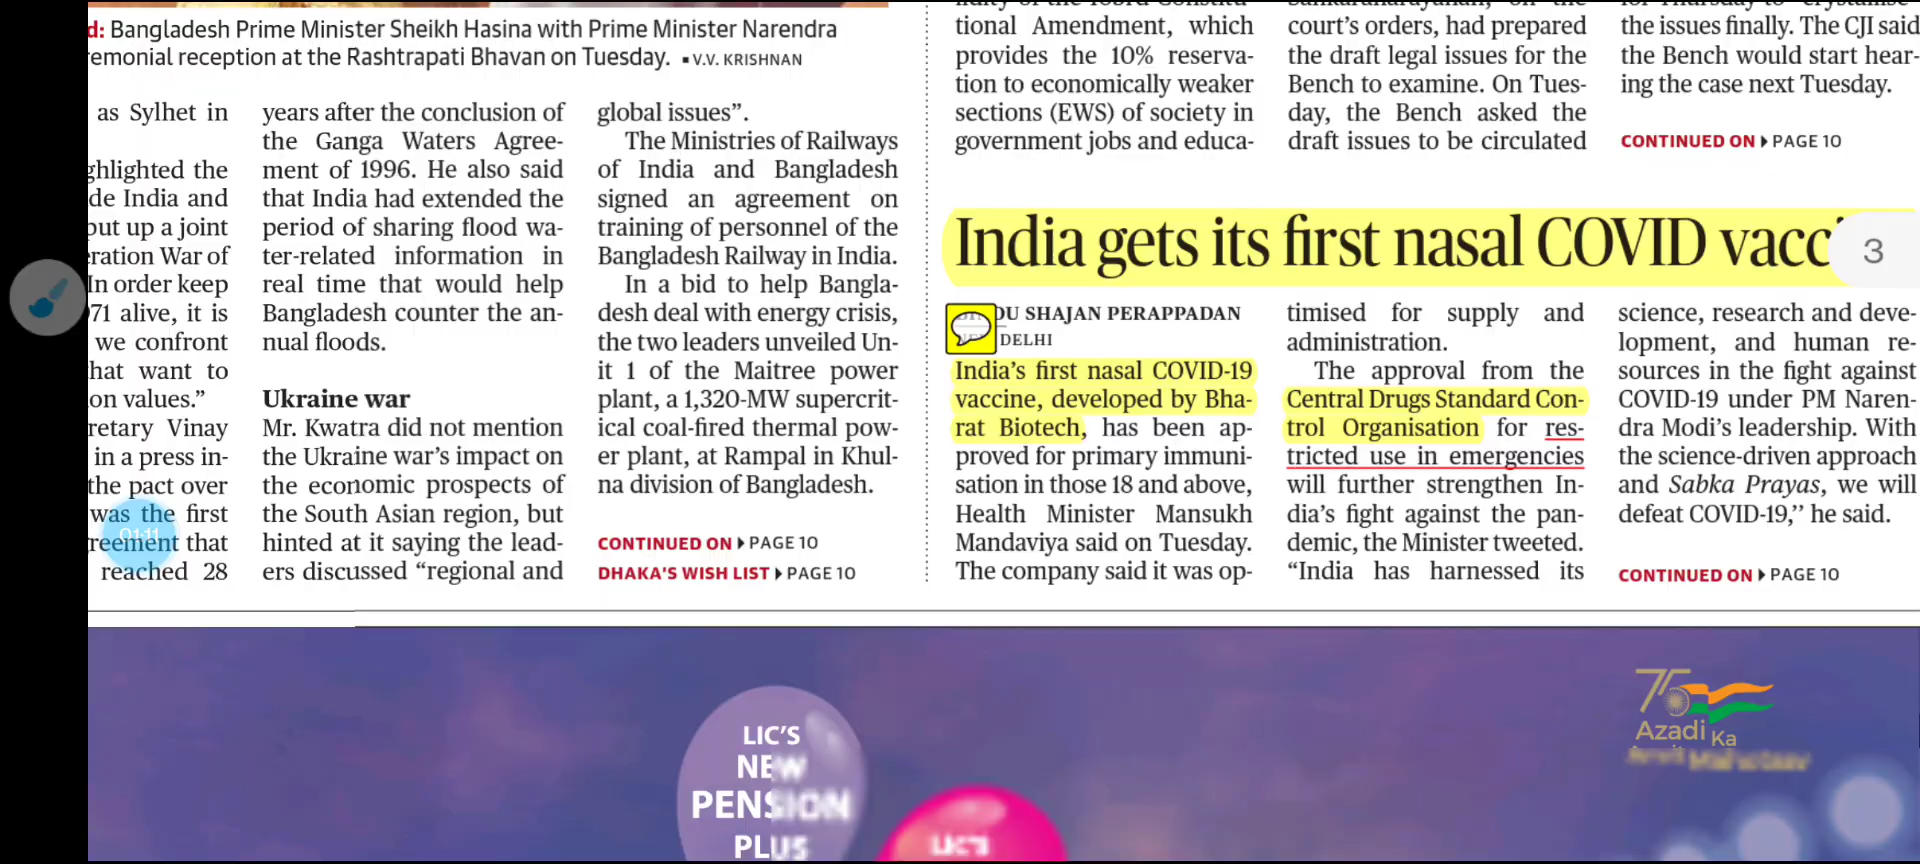 d: Bangladesh Prime Minister Sheikh Hasina with Prime Minister Narendra
remonial reception at the Rashtrapati Bhavan on Tuesday. ▪ V.V. KRISHNAN
as Sylhet in
ghlighted the
de India and
put up a joint
eration War of
In order keep
71 alive, it is
we confront
hat want to
on values.”
retary Vinay
in a press in-
the pact over
was the first
reement that
reached 28
01:11
years after the conclusion of
the Ganga Waters Agree-
ment of 1996. He also said
that India had extended the
period of sharing flood wa-
ter-related information in
real time that would help
Bangladesh counter the an-
nual floods.
Ukraine war
Mr. Kwatra did not mention
the Ukraine war’s impact on
the economic prospects of
the South Asian region, but
hinted at it saying the lead-
ers discussed “regional and
global issues”.
The Ministries of Railways
of India and Bangladesh
signed an agreement on
training of personnel of the
Bangladesh Railway in India.
In a bid to help Bangla-
desh deal with energy crisis,
the two leaders unveiled Un-
it 1 of the Maitree power
plant, a 1,320-MW supercrit-
ical coal-fired thermal pow-
er plant, at Rampal in Khul-
na division of Bangladesh.
CONTINUED ON ▸ PAGE 10
DHAKA’S WISH LIST ▸ PAGE 10
tional Amendment, which
provides the 10% reserva-
tion to economically weaker
sections (EWS) of society in
government jobs and educa-
court’s orders, had prepared
the draft legal issues for the
Bench to examine. On Tues-
day, the Bench asked the
draft issues to be circulated
the issues finally. The CJI said
the Bench would start hear-
ing the case next Tuesday.
CONTINUED ON ▸ PAGE 10
India gets its first nasal COVID vacc
3
DU SHAJAN PERAPPADAN
DELHI
India’s first nasal COVID-19
vaccine, developed by Bha-
rat Biotech, has been ap-
proved for primary immuni-
sation in those 18 and above,
Health Minister Mansukh
Mandaviya said on Tuesday.
The company said it was op-
timised for supply and
administration.
The approval from the
Central Drugs Standard Con-
trol Organisation for res-
tricted use in emergencies
will further strengthen In-
dia’s fight against the pan-
demic, the Minister tweeted.
“India has harnessed its
science, research and deve-
lopment, and human re-
sources in the fight against
COVID-19 under PM Naren-
dra Modi’s leadership. With
the science-driven approach
and Sabka Prayas, we will
defeat COVID-19,’’ he said.
CONTINUED ON ▸ PAGE 10
LIC’S
NEW
PENSION
PLUS
LIC’S
75
Azadi Ka
Amrit Mahotsav